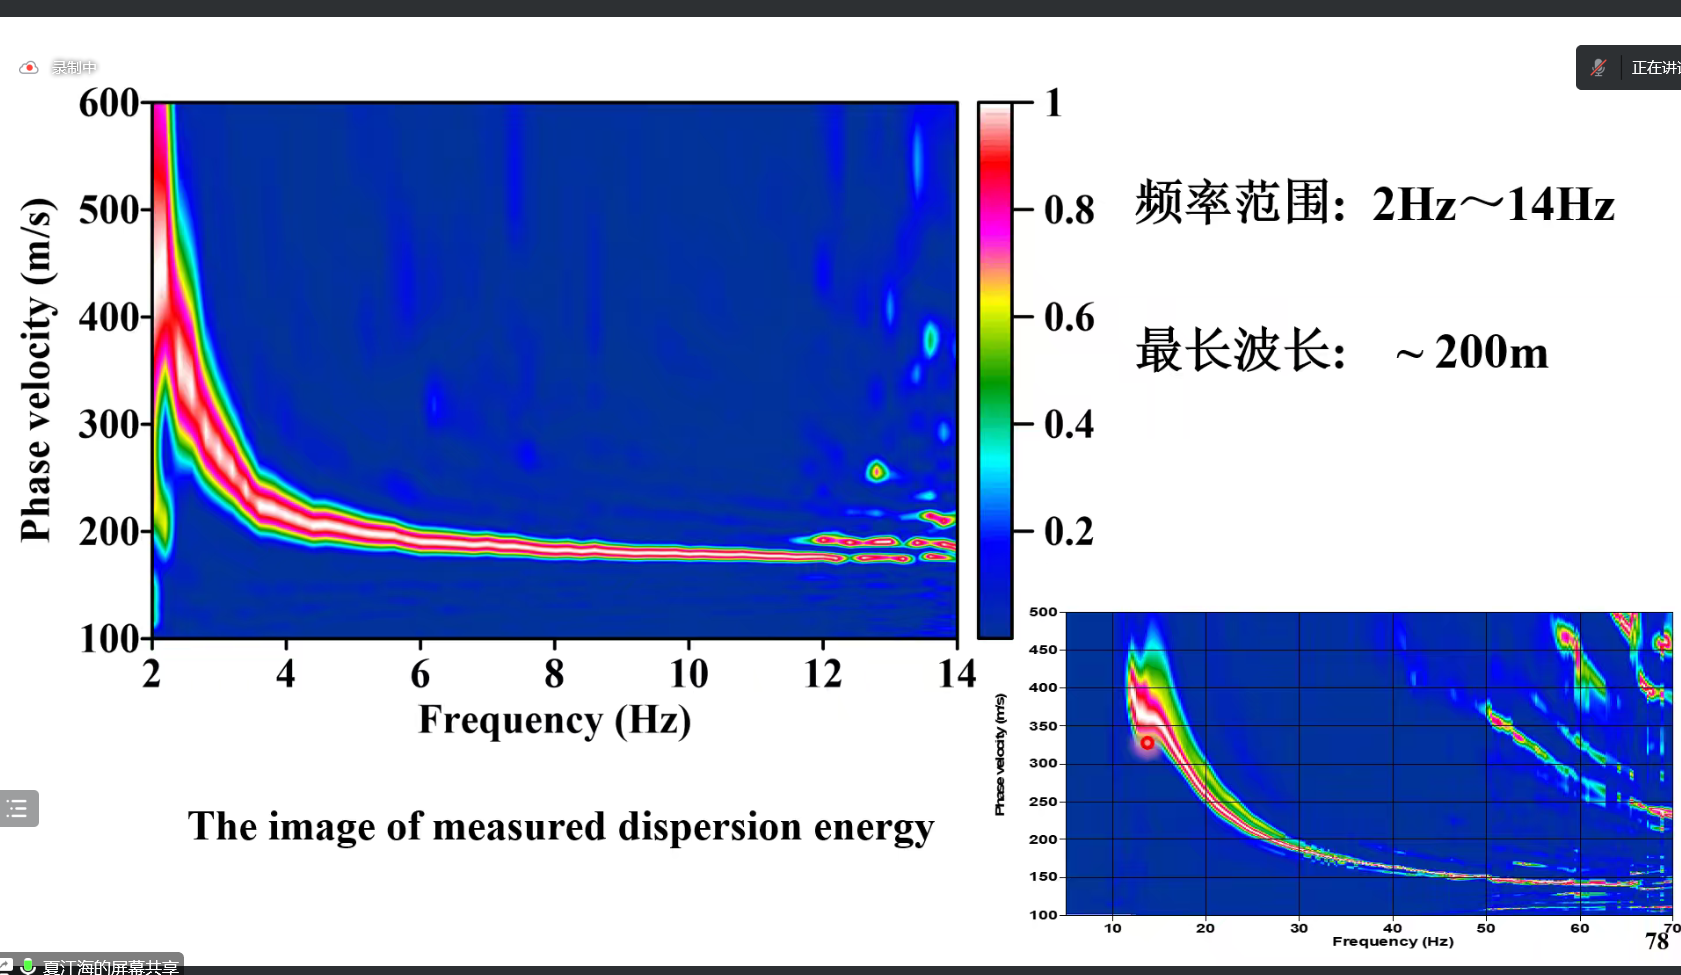 录制中
正在讲
600
500
400
300
200
100
Phase velocity (m/s)
2 4 6 8 10 12 14
Frequency (Hz)
1
0.8
0.6
0.4
0.2
频率范围: 2Hz～14Hz
最长波长: ~ 200m
The image of measured dispersion energy
500
450
400
350
300
250
200
150
100
Phase velocity (m/s)
10 20 30 40 50 60 70
Frequency (Hz)
78
夏江海的屏幕共享